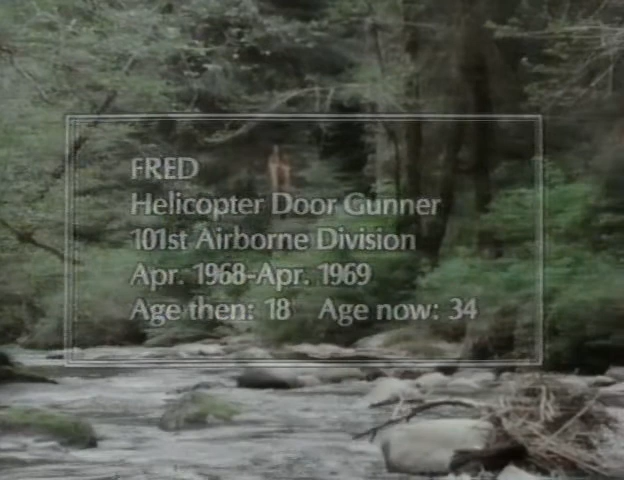 FRED
Helicopter Door Gunner
101st Airborne Division
Apr. 1968-Apr. 1969
Age then: 18 Age now: 34